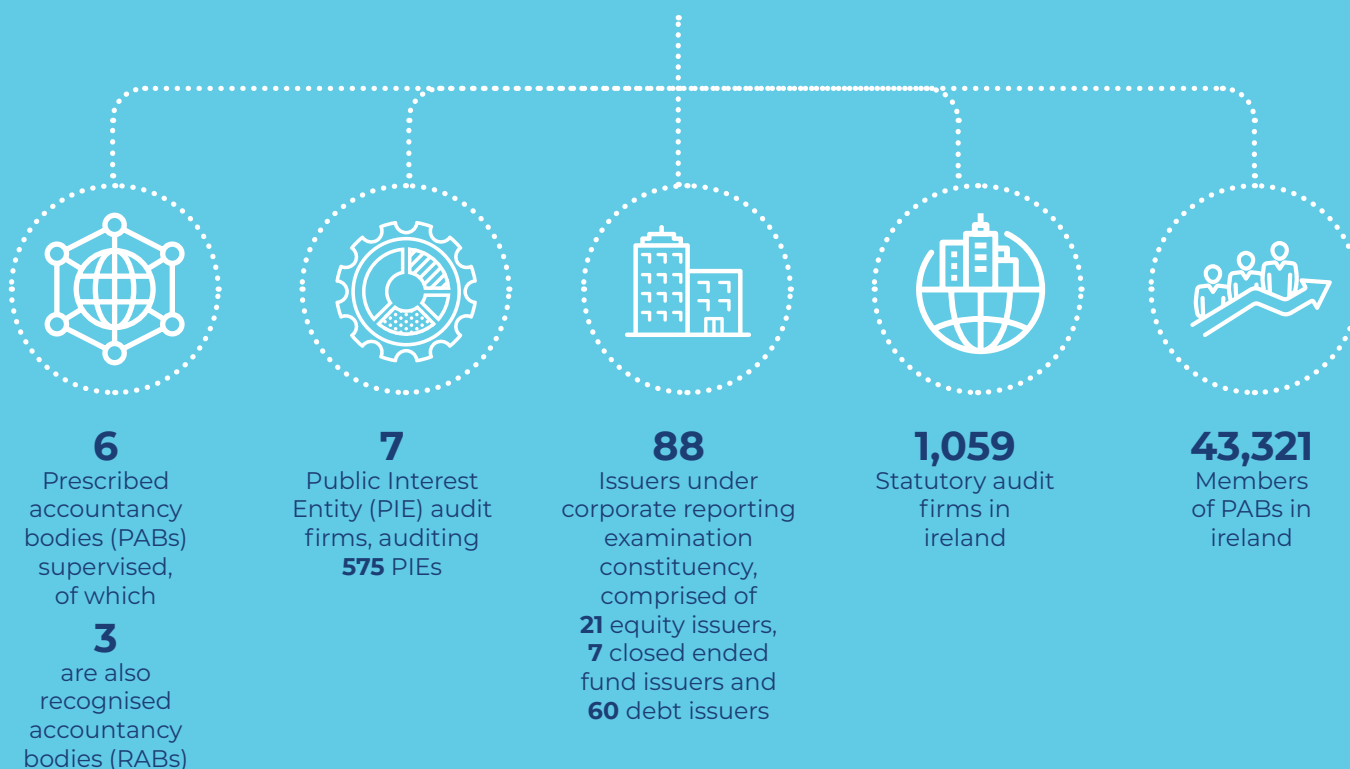 6
Prescribed
accountancy
bodies (PABs)
supervised,
of which
3
are also
recognised
accountancy
bodies (RABs)
7
Public Interest
Entity (PIE) audit
firms, auditing
575 PIEs
88
Issuers under
corporate reporting
examination
constituency,
comprised of
21 equity issuers,
7 closed ended
fund issuers and
60 debt issuers
1,059
Statutory audit
firms in
ireland
43,321
Members
of PABs in
ireland